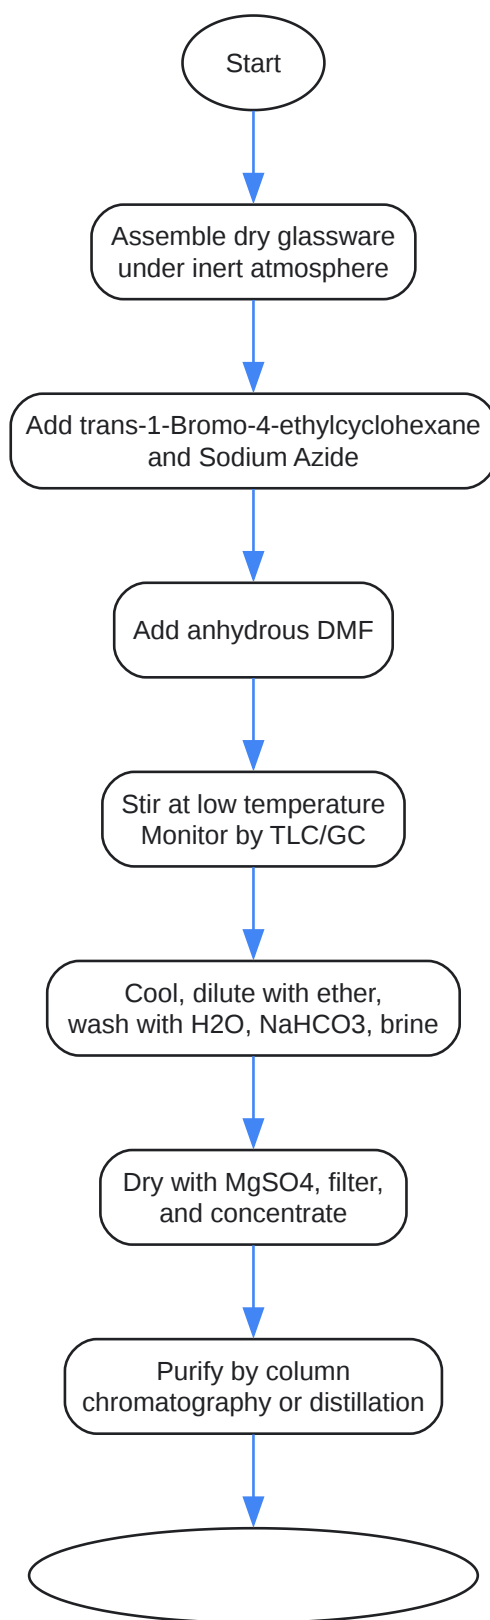 Start
Assemble dry glassware
under inert atmosphere
Add trans-1-Bromo-4-ethylcyclohexane
and Sodium Azide
Add anhydrous DMF
Stir at low temperature
Monitor by TLC/GC
Cool, dilute with ether,
wash with H2O, NaHCO3, brine
Dry with MgSO4, filter,
and concentrate
Purify by column
chromatography or distillation